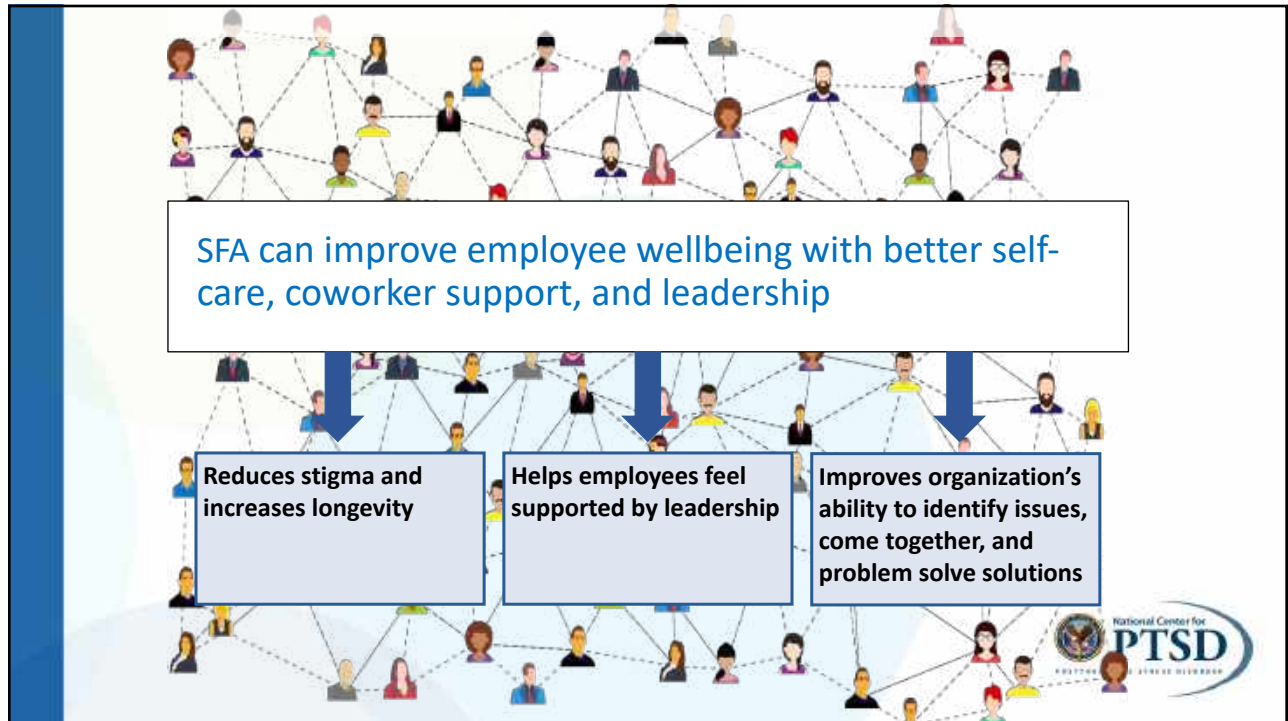 SFA can improve employee wellbeing with better self-
care, coworker support, and leadership
Reduces stigma and
increases longevity
Helps employees feel
supported by leadership
Improves organization's
ability to identify issues,
come together, and
problem solve solutions
National Center for
PTSD
STRESS DISORDER